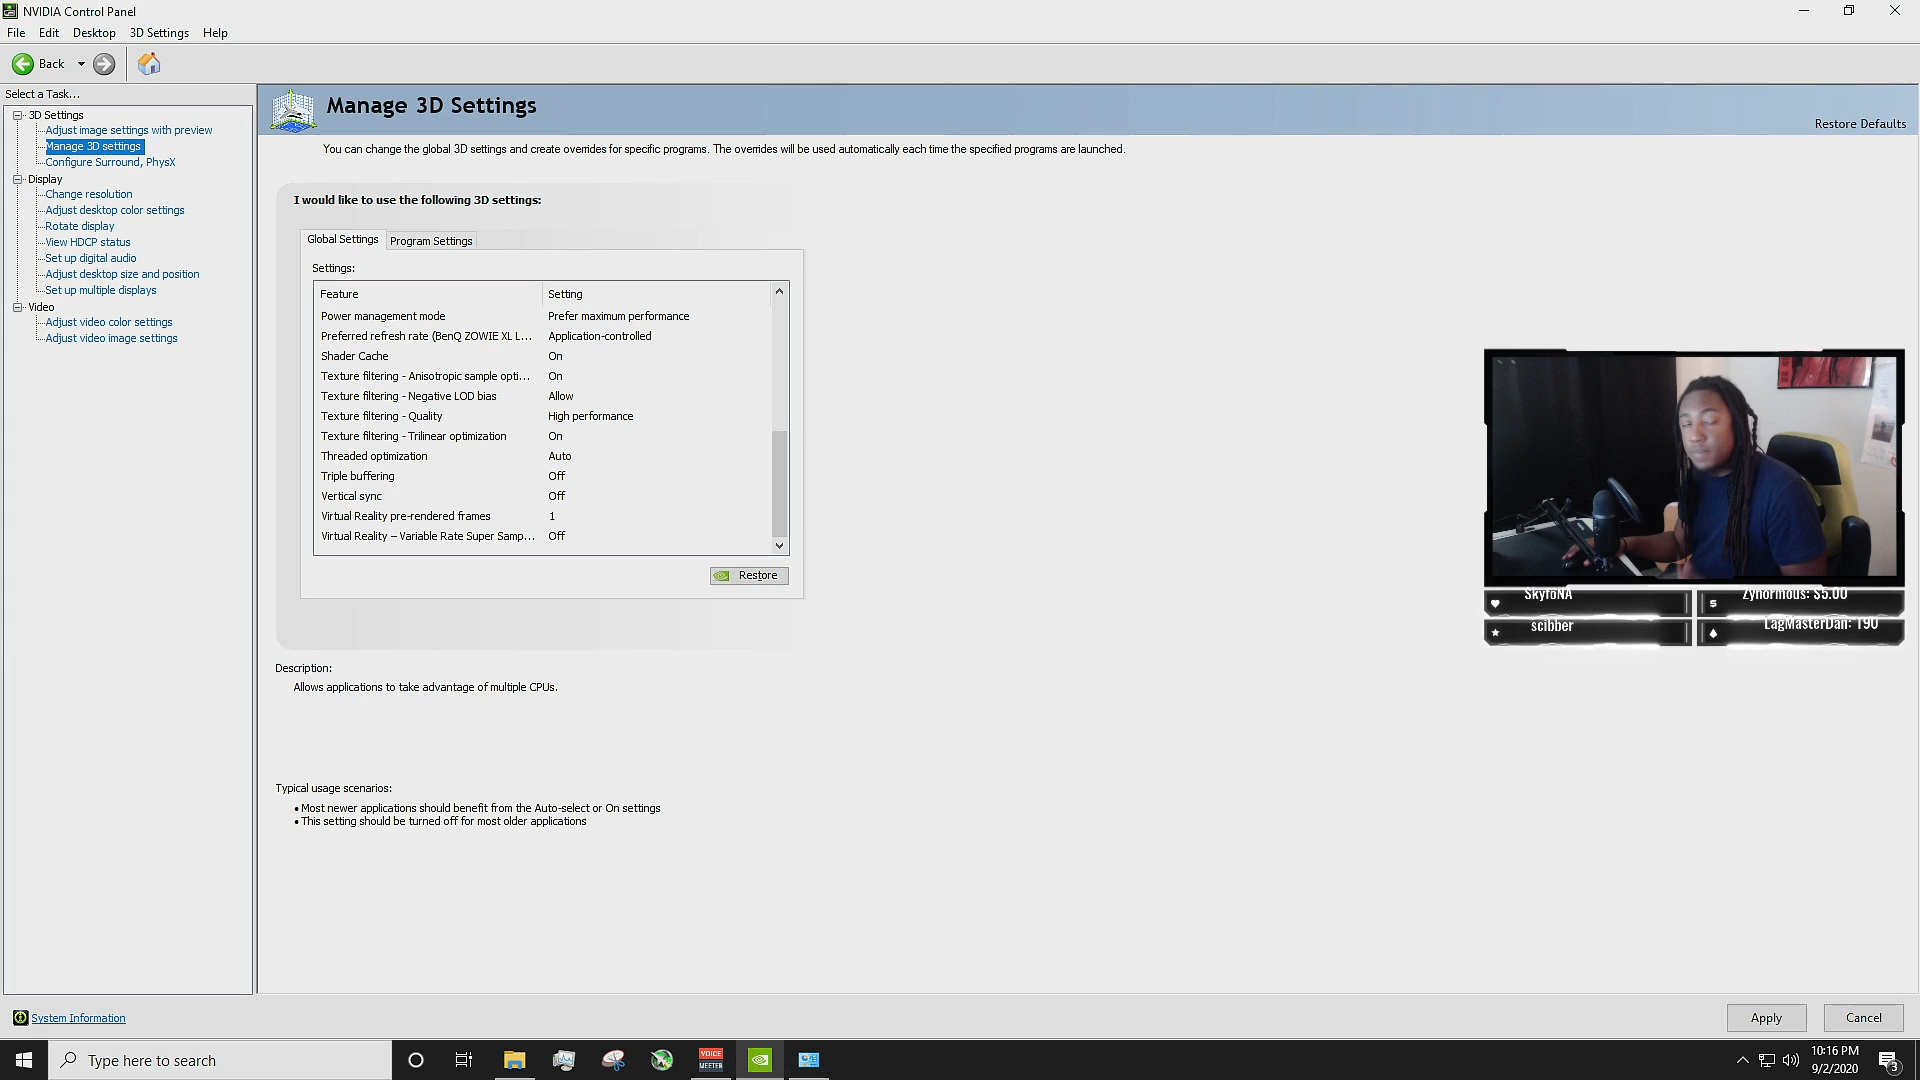 NVIDIA Control Panel
File Edit Desktop 3D Settings Help
Back
Select a Task...
3D Settings
Adjust image settings with preview
Manage 3D settings
Configure Surround, PhysX
Display
Change resolution
Adjust desktop color settings
Rotate display
View HDCP status
Set up digital audio
Adjust desktop size and position
Set up multiple displays
Video
Adjust video color settings
Adjust video image settings
System Information
Manage 3D Settings
Restore Defaults
You can change the global 3D settings and create overrides for specific programs. The overrides will be used automatically each time the specified programs are launched.
I would like to use the following 3D settings:
Global Settings Program Settings
Settings:
Feature Setting
Power management mode Prefer maximum performance
Preferred refresh rate (BenQ ZOWIE XL L... Application-controlled
Shader Cache On
Texture filtering - Anisotropic sample opti... On
Texture filtering - Negative LOD bias Allow
Texture filtering - Quality High performance
Texture filtering - Trilinear optimization On
Threaded optimization Auto
Triple buffering Off
Vertical sync Off
Virtual Reality pre-rendered frames 1
Virtual Reality – Variable Rate Super Samp... Off
Restore
Description:
Allows applications to take advantage of multiple CPUs.
Typical usage scenarios:
• Most newer applications should benefit from the Auto-select or On settings
• This setting should be turned off for most older applications
SkyfoNA
Zyhormous: $5.00
scibber
LagMasterDan: 190
Apply Cancel
Type here to search
VOICE
MEETER
10:16 PM
9/2/2020
3